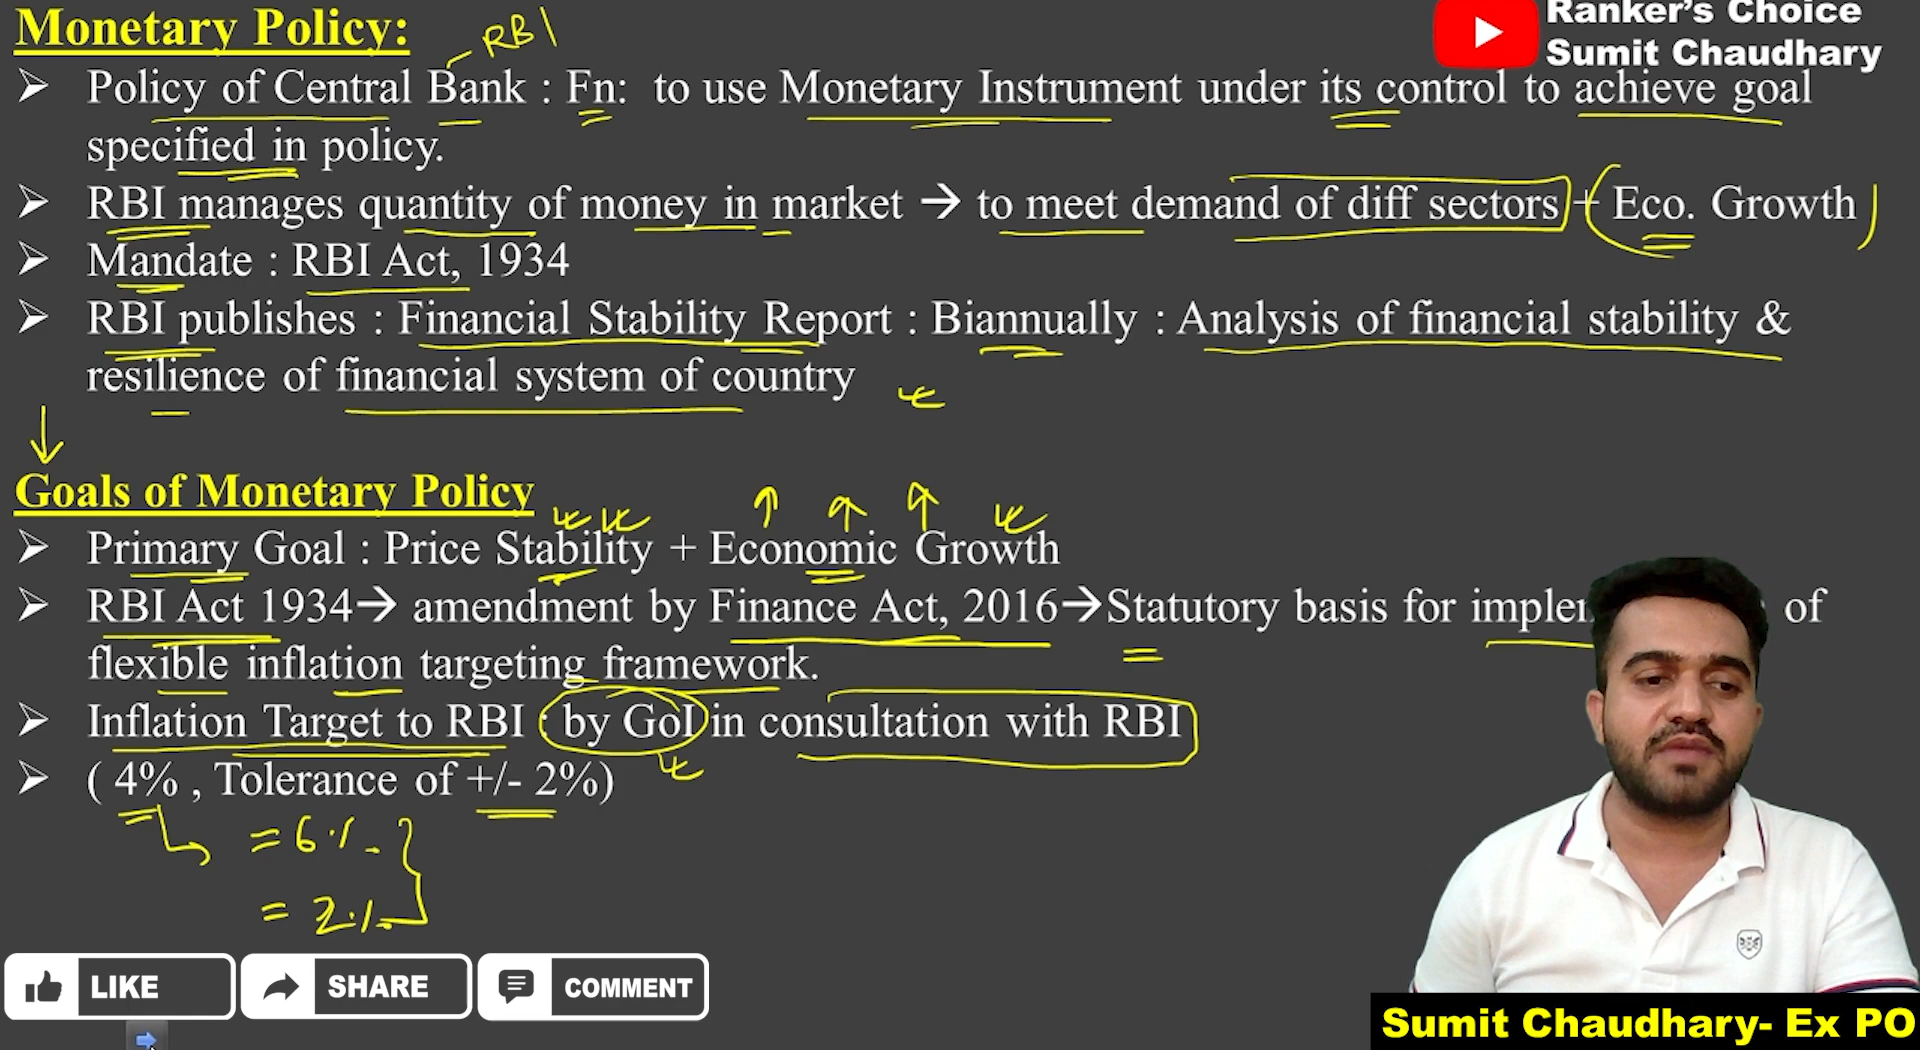 Monetary Policy:
RBI
Ranker's Choice
Sumit Chaudhary
➢ Policy of Central Bank : Fn: to use Monetary Instrument under its control to achieve goal
specified in policy.
➢ RBI manages quantity of money in market → to meet demand of diff sectors + Eco. Growth
➢ Mandate : RBI Act, 1934
➢ RBI publishes : Financial Stability Report : Biannually : Analysis of financial stability &
resilience of financial system of country
Goals of Monetary Policy
➢ Primary Goal : Price Stability + Economic Growth
➢ RBI Act 1934→ amendment by Finance Act, 2016→Statutory basis for of
flexible inflation targeting framework.
➢ Inflation Target to RBI : by GoI in consultation with RBI
➢ ( 4% , Tolerance of +/- 2%)
= 6%.
= 2%.
LIKE
SHARE
COMMENT
Sumit Chaudhary- Ex PO